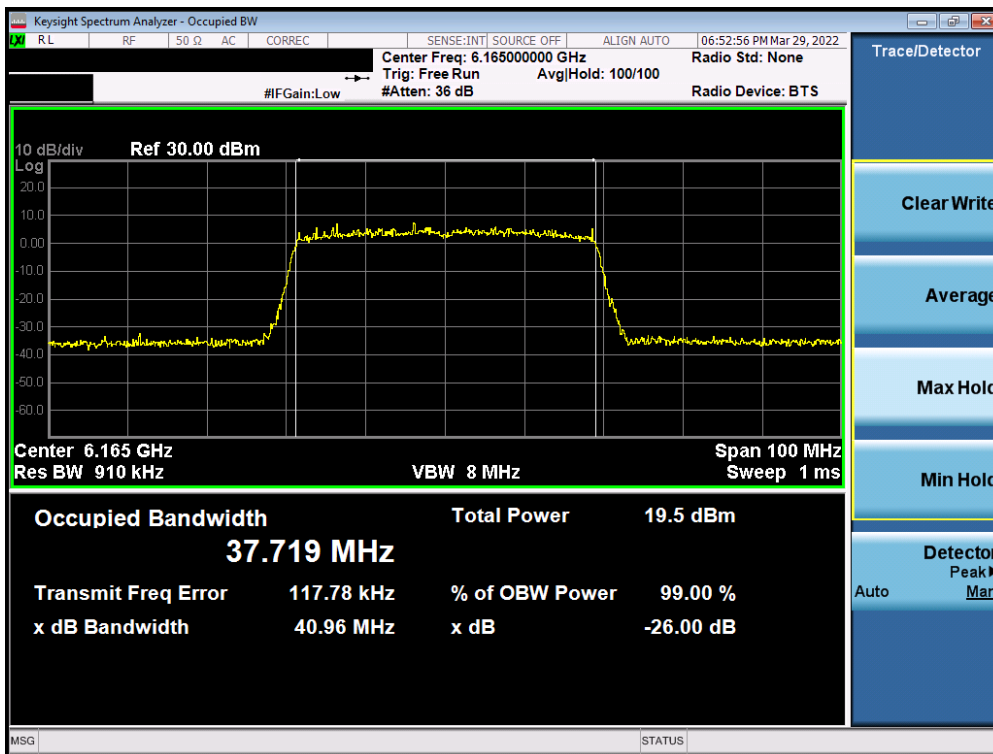 Keysight Spectrum Analyzer - Occupied BW
LXI RL RF 50 Ω AC CORREC SENSE:INT SOURCE OFF ALIGN AUTO 06:52:56 PM Mar 29, 2022
Center Freq: 6.165000000 GHz Radio Std: None
Trig: Free Run Avg|Hold: 100/100
#IFGain:Low #Atten: 36 dB Radio Device: BTS
Trace/Detector
10 dB/div Ref 30.00 dBm
Log
20.0
10.0
0.00
-10.0
-20.0
-30.0
-40.0
-50.0
-60.0
Center 6.165 GHz Span 100 MHz
Res BW 910 kHz VBW 8 MHz Sweep 1 ms
Occupied Bandwidth Total Power 19.5 dBm
37.719 MHz
Transmit Freq Error 117.78 kHz % of OBW Power 99.00 %
x dB Bandwidth 40.96 MHz x dB -26.00 dB
Clear Write
Average
Max Hold
Min Hold
Detector
Peak
Auto Man
MSG STATUS